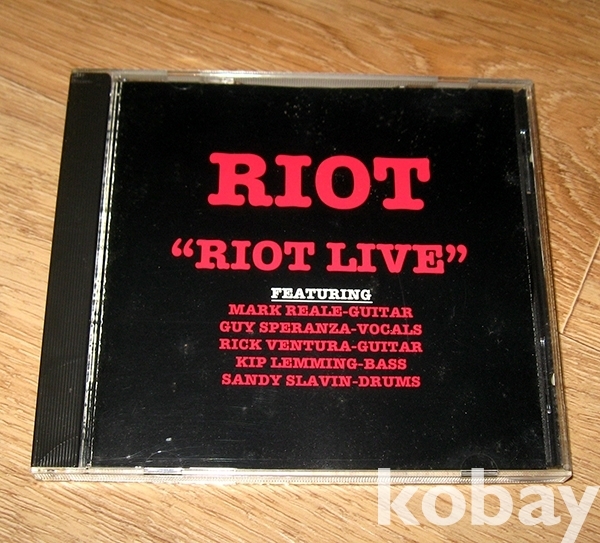 RIOT
“RIOT LIVE”
FEATURING
MARK REALE-GUITAR
GUY SPERANZA-VOCALS
RICK VENTURA-GUITAR
KIP LEMMING-BASS
SANDY SLAVIN-DRUMS
kobay